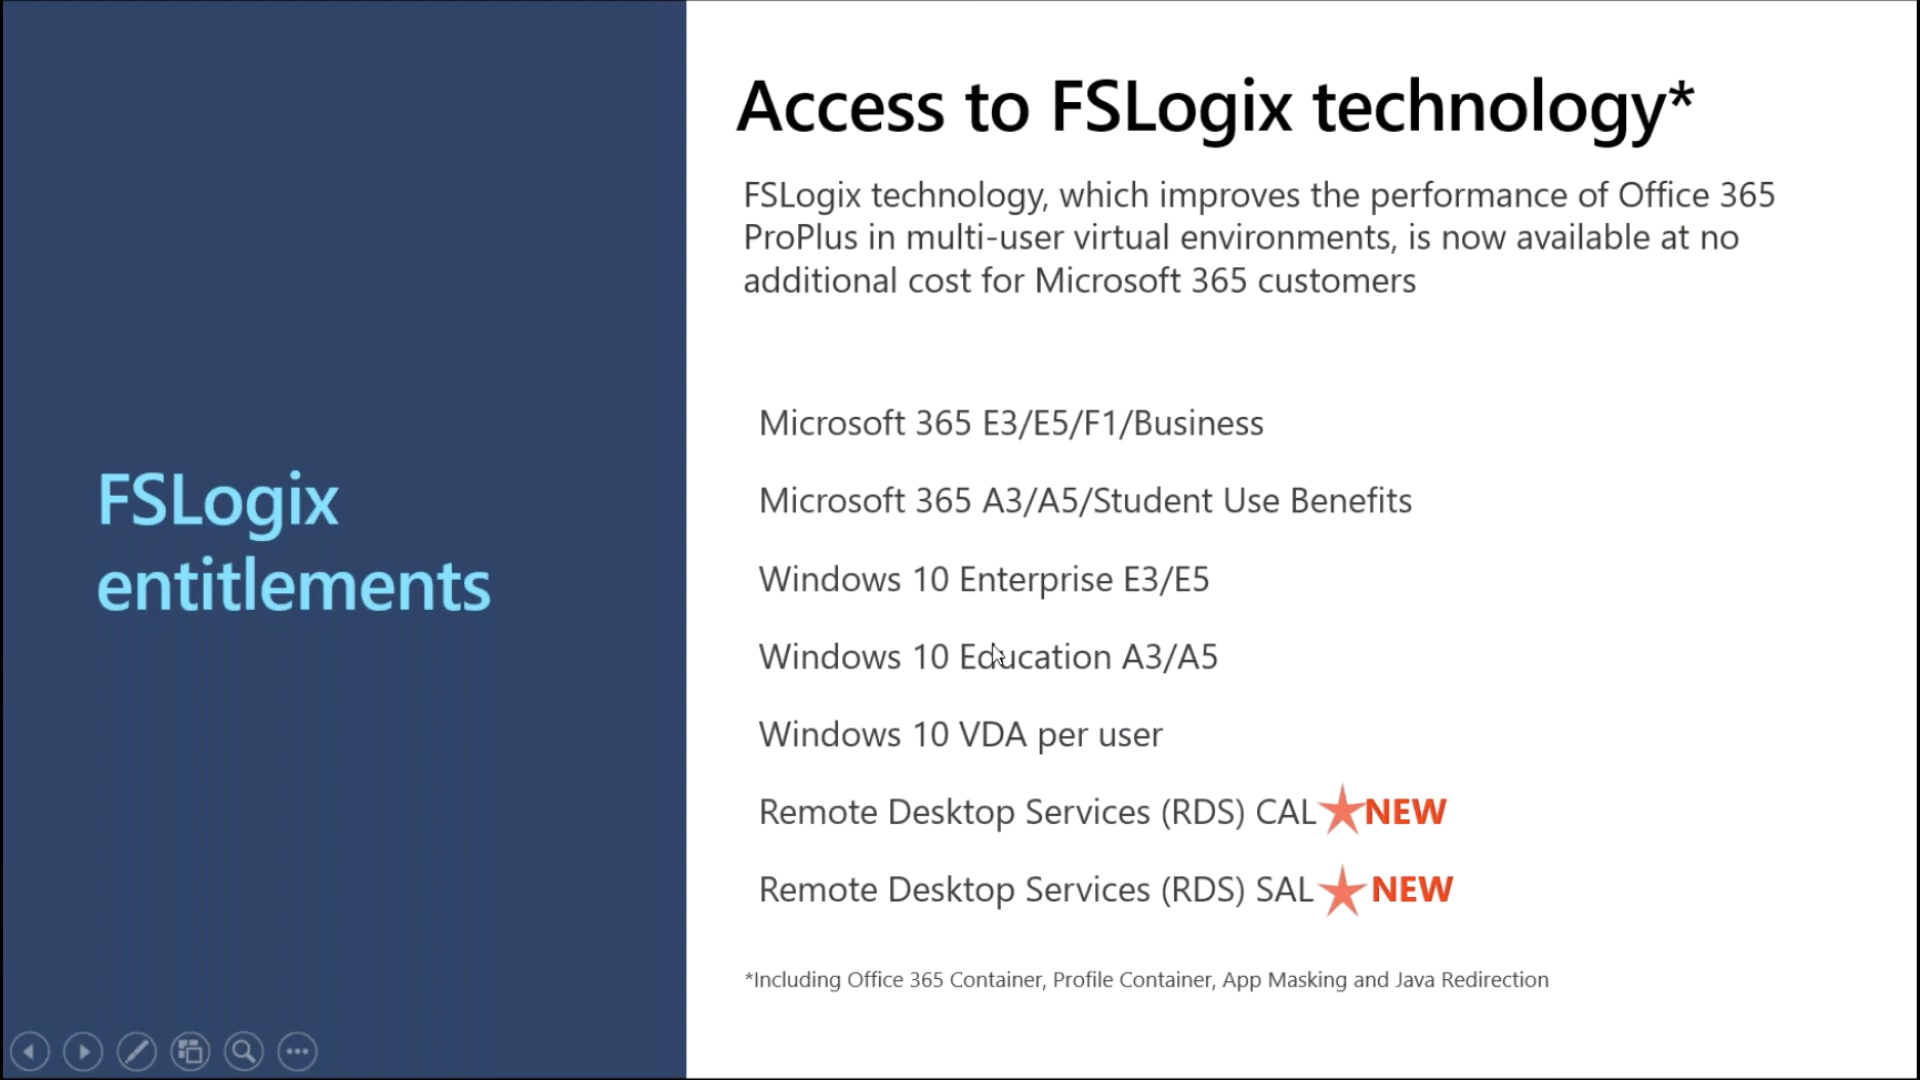 FSLogix
entitlements
Access to FSLogix technology*
FSLogix technology, which improves the performance of Office 365
ProPlus in multi-user virtual environments, is now available at no
additional cost for Microsoft 365 customers
Microsoft 365 E3/E5/F1/Business
Microsoft 365 A3/A5/Student Use Benefits
Windows 10 Enterprise E3/E5
Windows 10 Education A3/A5
Windows 10 VDA per user
Remote Desktop Services (RDS) CAL NEW
Remote Desktop Services (RDS) SAL NEW
*Including Office 365 Container, Profile Container, App Masking and Java Redirection